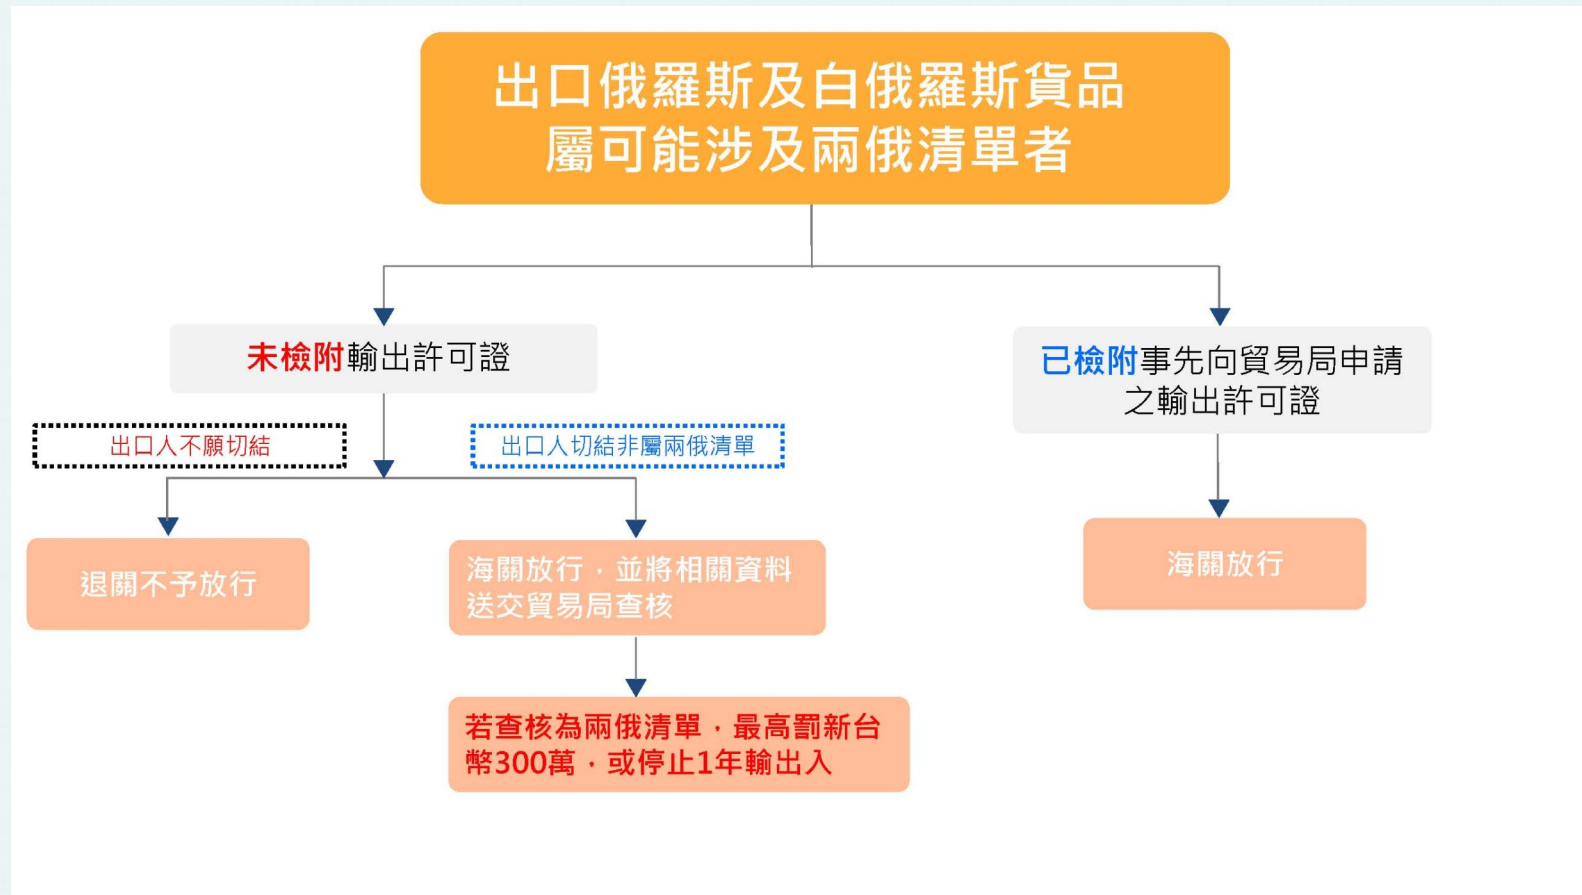 出口俄羅斯及白俄羅斯貨品
屬可能涉及兩俄清單者
未檢附輸出許可證
已檢附事先向貿易局申請
之輸出許可證
出口人不願切結
出口人切結非屬兩俄清單
退關不予放行
海關放行，並將相關資料
送交貿易局查核
海關放行
若查核為兩俄清單，最高罰新台
幣300萬，或停止1年輸出入